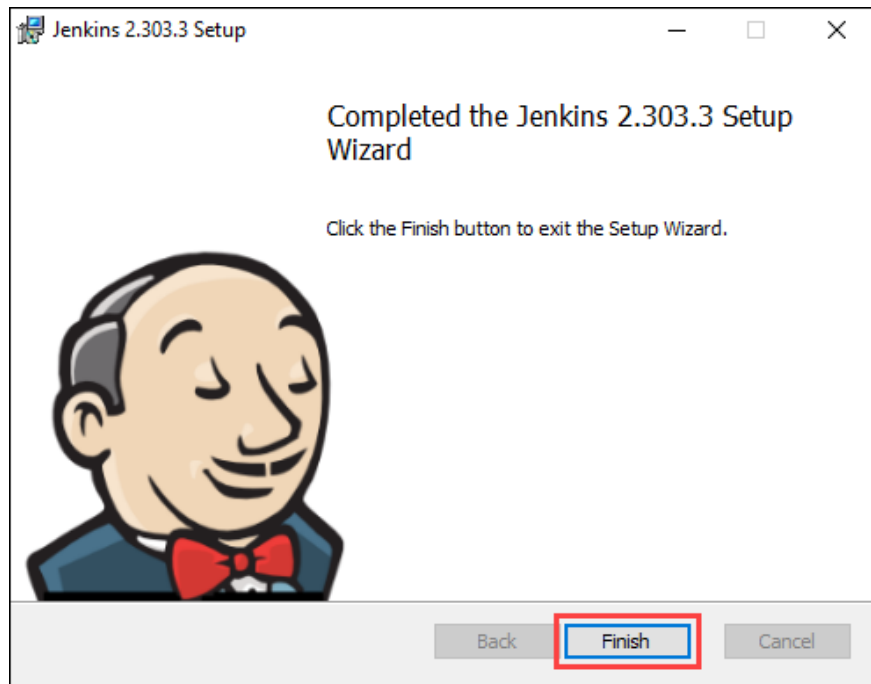 Jenkins 2.303.3 Setup
Completed the Jenkins 2.303.3 Setup
Wizard
Click the Finish button to exit the Setup Wizard.
Back Finish Cancel